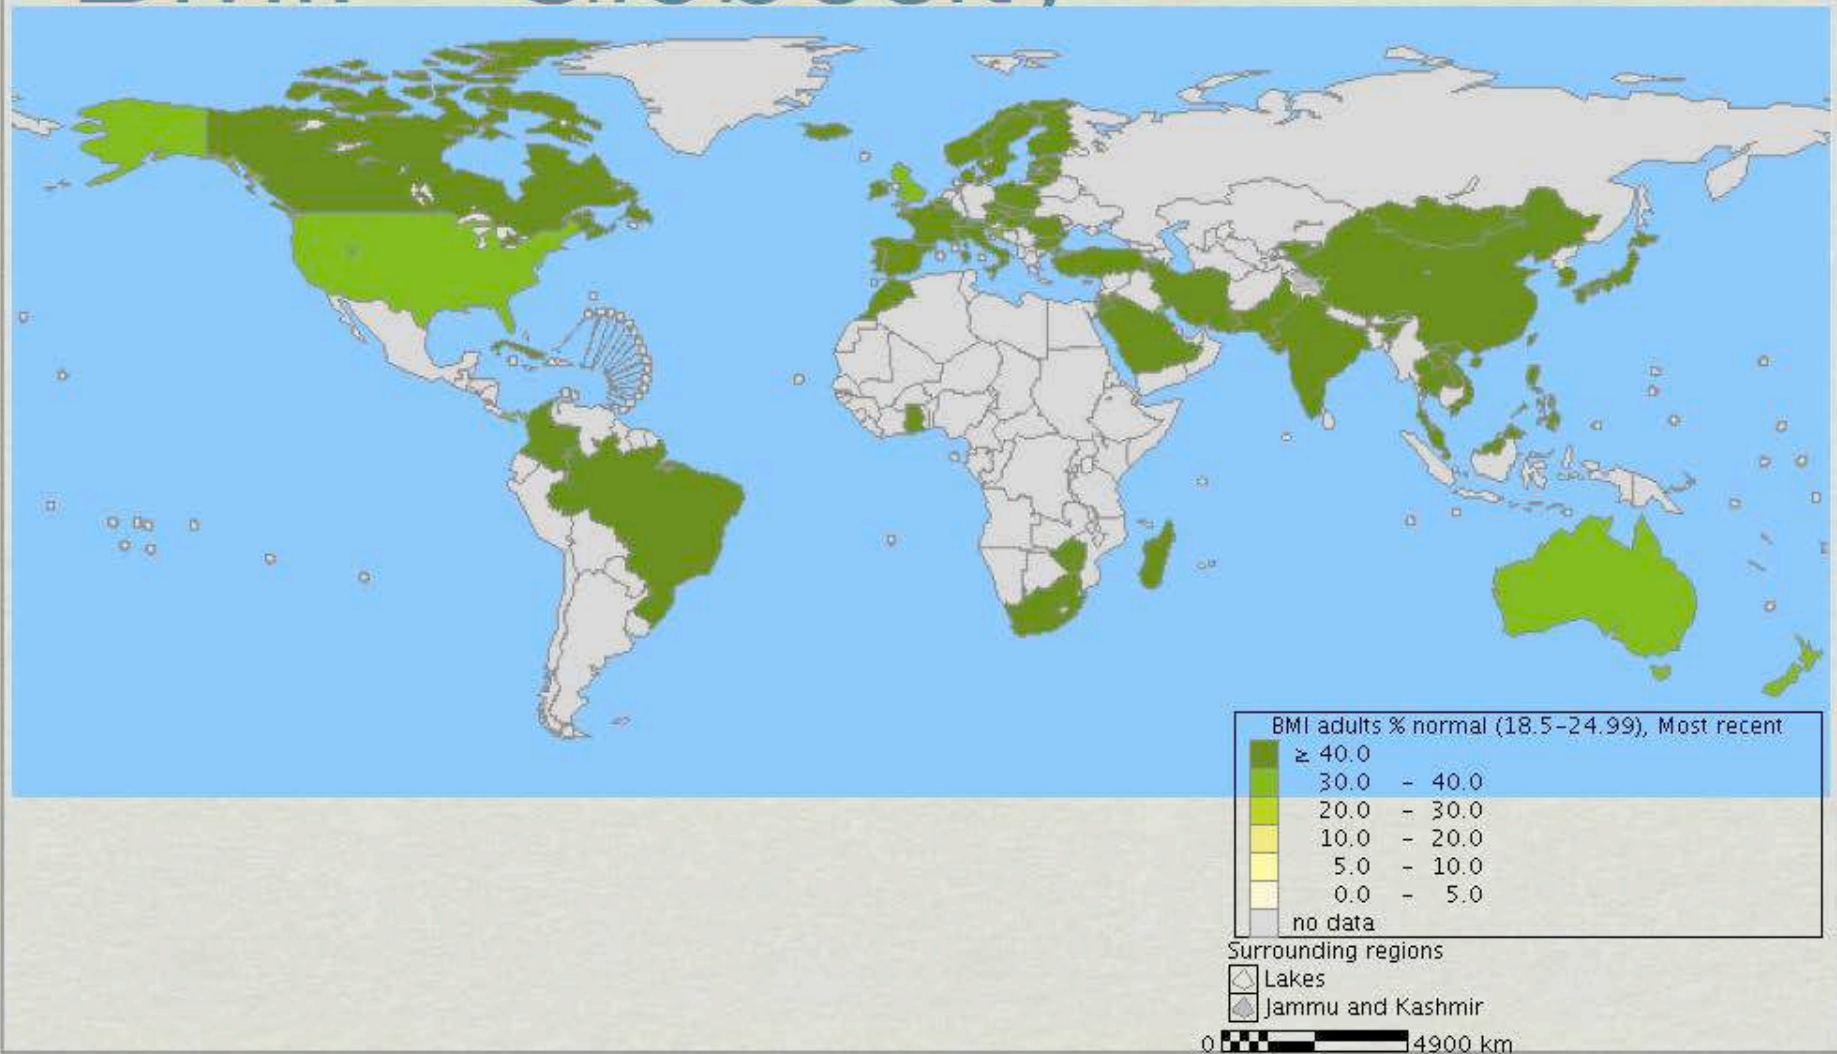 BMI adults % normal (18.5-24.99), Most recent
≥ 40.0
30.0 - 40.0
20.0 - 30.0
10.0 - 20.0
5.0 - 10.0
0.0 - 5.0
no data
Surrounding regions
Lakes
Jammu and Kashmir
0 4900 km